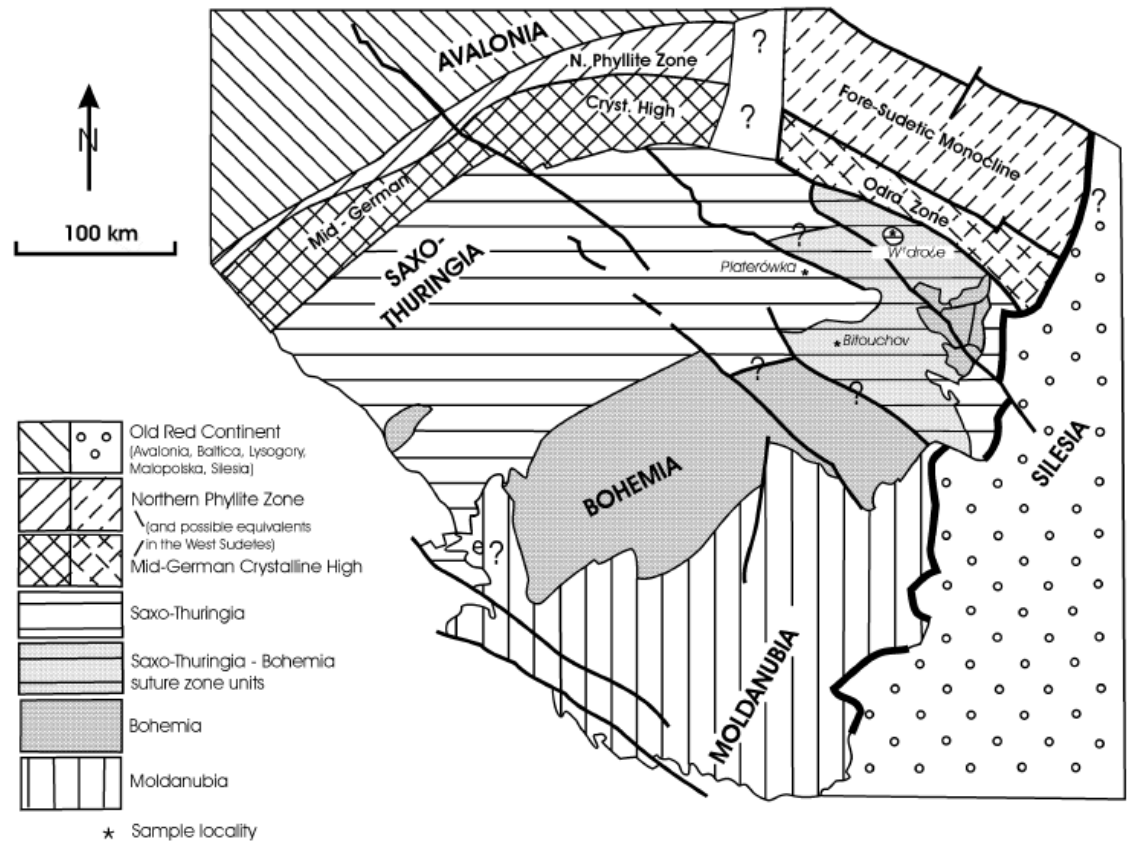 AVALONIA
N. Phyllite Zone
Cryst. High
Mid - German
?
?
Fore-Sudetic Monocline
Odra Zone
?
N
100 km
SAXO-
THURINGIA
?
Platerówka *
* Bítouchov
?
?
BOHEMIA
SILESIA
e ?
MOLDANUBIA
Old Red Continent
(Avalonia, Baltica, Lysogory,
Malopolska, Silesia)
Northern Phyllite Zone
(and possible equivalents
in the West Sudetes)
Mid-German Crystalline High
Saxo-Thuringia
Saxo-Thuringia - Bohemia
suture zone units
Bohemia
Moldanubia
* Sample locality